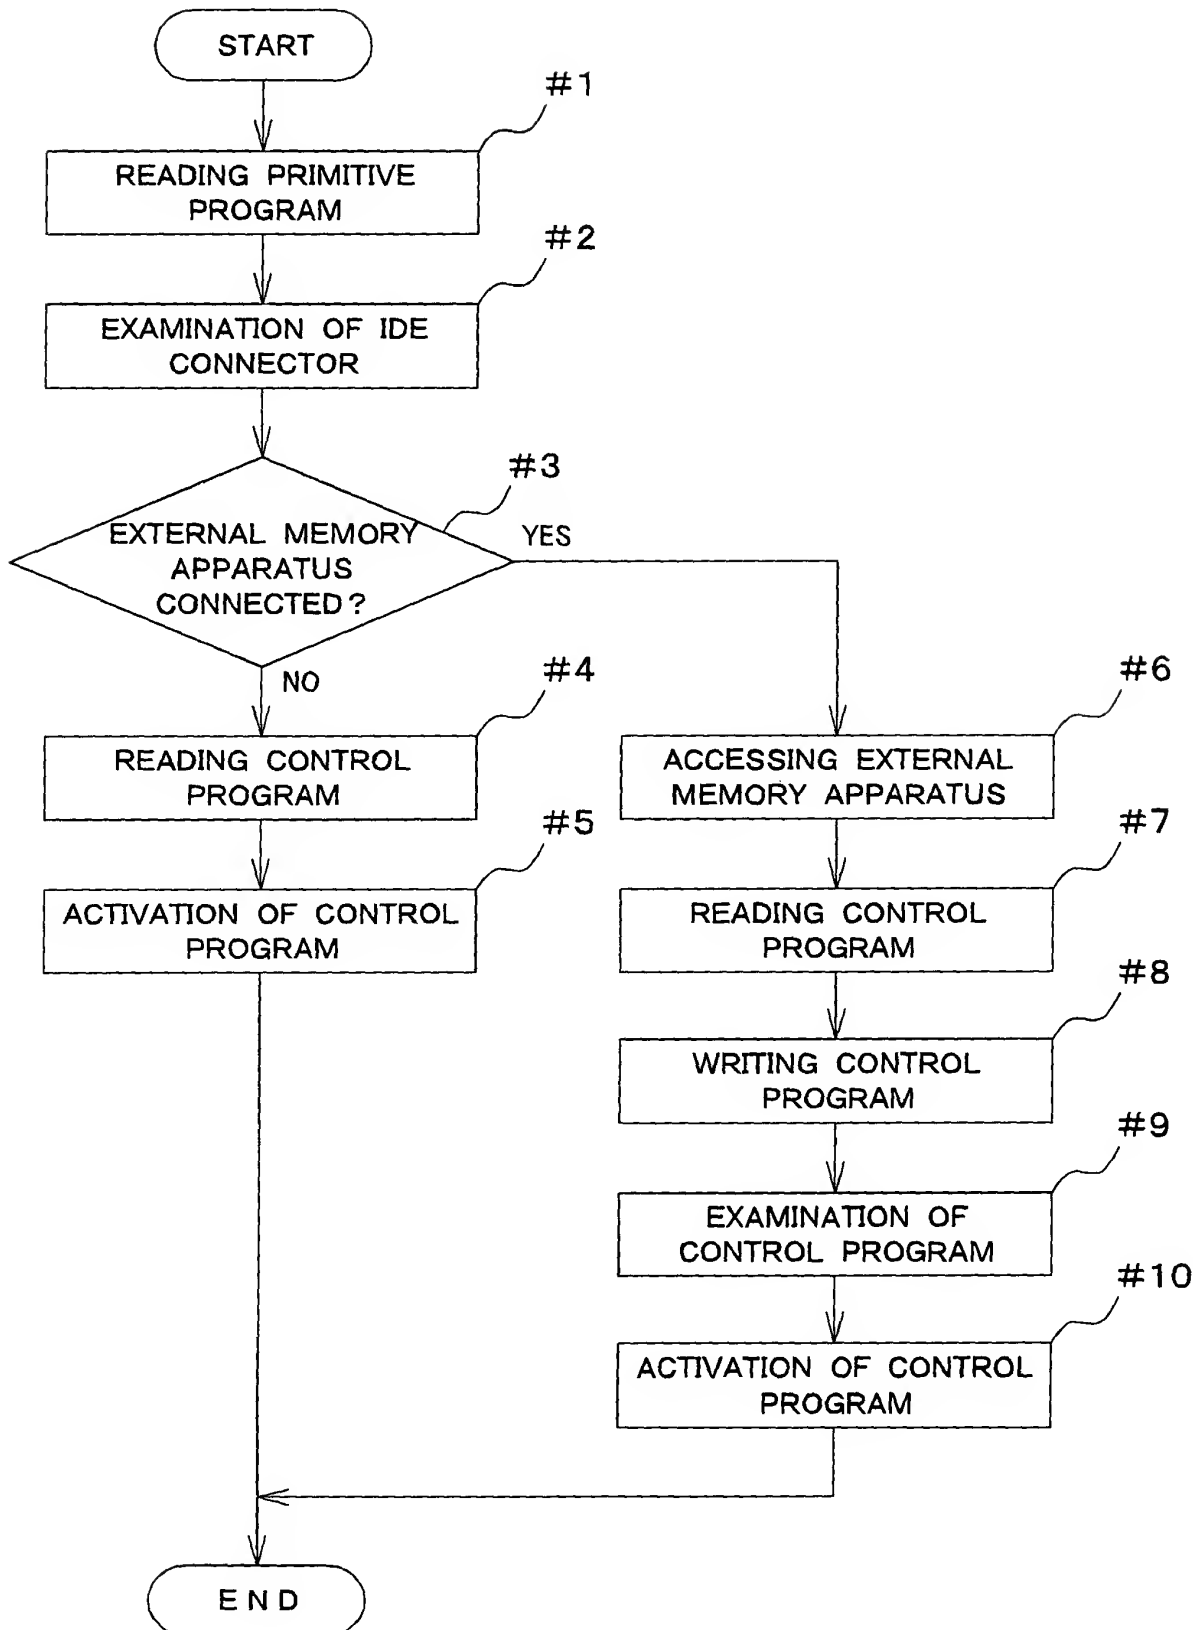 START
#1
READING PRIMITIVE
PROGRAM
#2
EXAMINATION OF IDE
CONNECTOR
#3
EXTERNAL MEMORY
APPARATUS
CONNECTED?
YES
NO
#4
READING CONTROL
PROGRAM
#5
ACTIVATION OF CONTROL
PROGRAM
#6
ACCESSING EXTERNAL
MEMORY APPARATUS
#7
READING CONTROL
PROGRAM
#8
WRITING CONTROL
PROGRAM
#9
EXAMINATION OF
CONTROL PROGRAM
#10
ACTIVATION OF CONTROL
PROGRAM
END